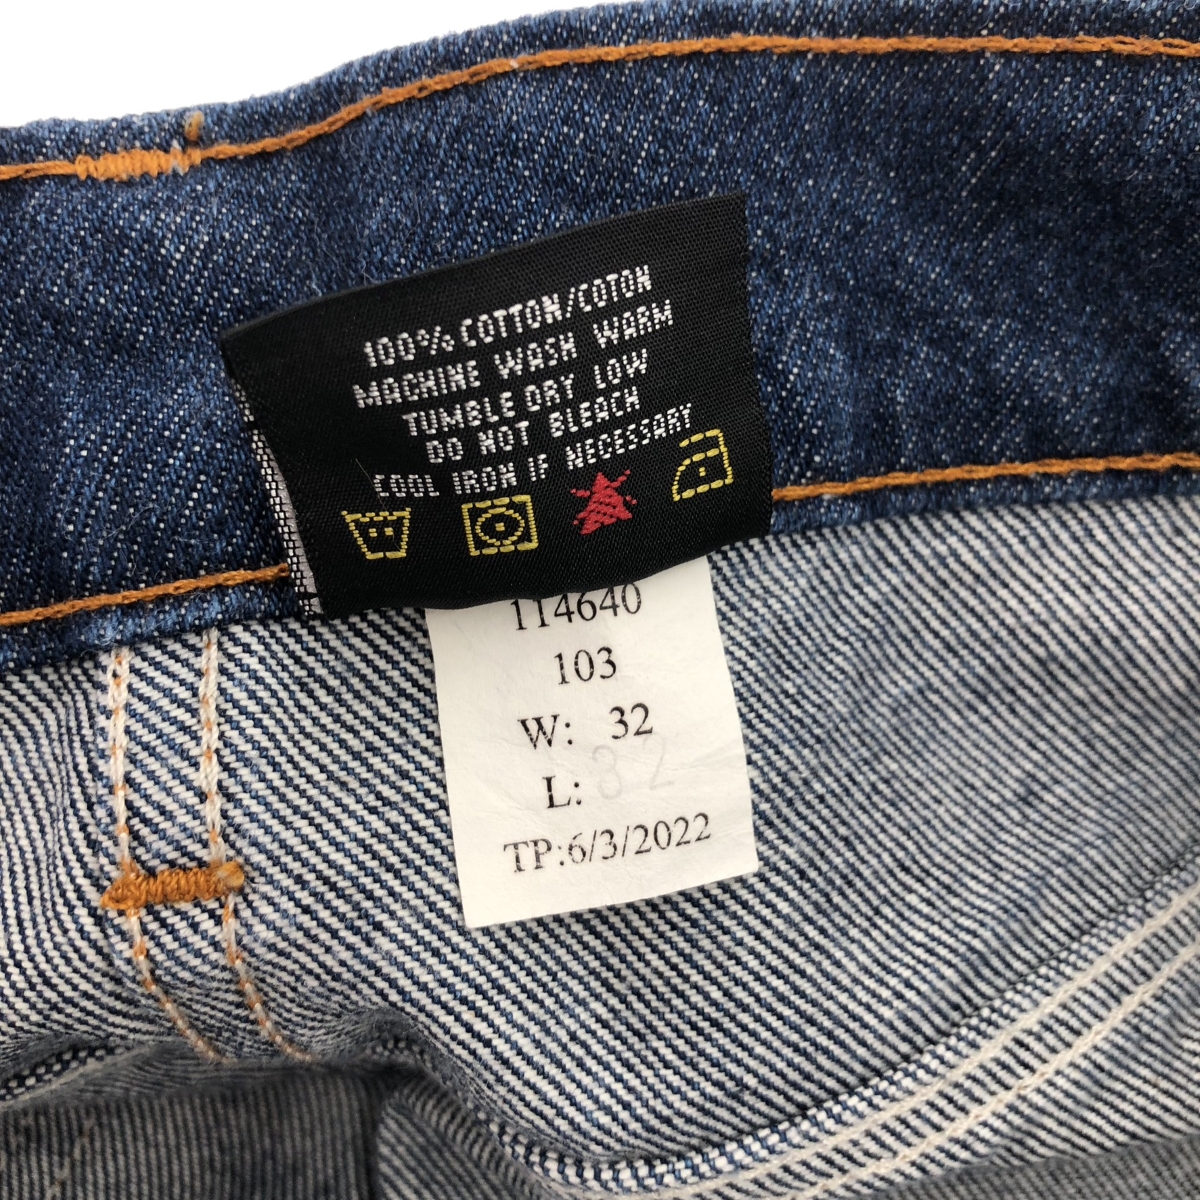 100% COTTON/COTON
MACHINE WASH WARM
TUMBLE DRY LOW
DO NOT BLEACH
COOL IRON IF NECESSARY
114640
103
W: 32
L: 32
TP:6/3/2022